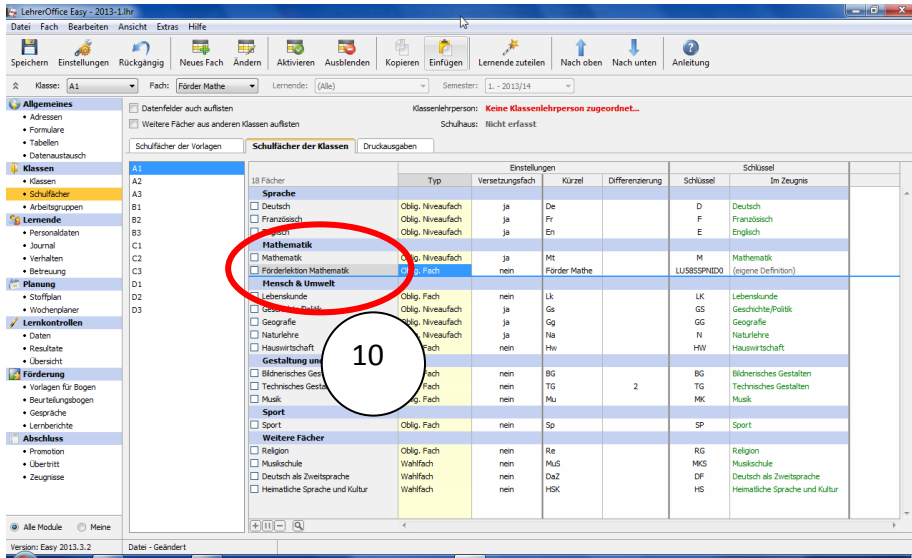 LehrerOffice Easy - 2013-1.lhr
Datei Fach Bearbeiten Ansicht Extras Hilfe
Speichern Einstellungen Rückgängig Neues Fach Ändern Aktivieren Ausblenden Kopieren Einfügen Lernende zuteilen Nach oben Nach unten Anleitung
Klasse: A1 Fach: Förder Mathe Lernende: (Alle) Semester: 1. - 2013/14
Allgemeines
• Adressen
• Formulare
• Tabellen
• Datenaustausch
Klassen
• Klassen
• Schulfächer
• Arbeitsgruppen
Lernende
• Personaldaten
• Journal
• Verhalten
• Betreuung
Planung
• Stoffplan
• Wochenplaner
Lernkontrollen
• Daten
• Resultate
• Übersicht
Förderung
• Vorlagen für Bogen
• Beurteilungsbogen
• Gespräche
• Lernberichte
Abschluss
• Promotion
• Übertritt
• Zeugnisse
Alle Module Meine
Datenfelder auch auflisten Klassenlehrperson: Keine Klassenlehrperson zugeordnet...
Weitere Fächer aus anderen Klassen auflisten Schulhaus: Nicht erfasst
Schulfächer der Vorlagen Schulfächer der Klassen Druckausgaben
A1
A2
A3
B1
B2
B3
C1
C2
C3
D1
D2
D3
Einstellungen Schlüssel
18 Fächer Typ Versetzungsfach Kürzel Differenzierung Schlüssel Im Zeugnis
Sprache
Deutsch Oblig. Niveaufach ja De D Deutsch
Französisch Oblig. Niveaufach ja Fr F Französisch
Englisch Oblig. Niveaufach ja En E Englisch
Mathematik
Mathematik Oblig. Niveaufach ja Mt M Mathematik
Förderlektion Mathematik Oblig. Fach nein Förder Mathe LU58SSPNID0 (eigene Definition)
Mensch & Umwelt
Lebenskunde Oblig. Fach nein Lk LK Lebenskunde
Geschichte/Politik Oblig. Niveaufach ja Gs GS Geschichte/Politik
Geografie Oblig. Niveaufach ja Gg GG Geografie
Naturlehre Niveaufach ja Na N Naturlehre
Hauswirtschaft Fach nein Hw HW Hauswirtschaft
Gestaltung und
Bildnerisches Gest Fach nein BG BG Bildnerisches Gestalten
Technisches Gesta Fach nein TG 2 TG Technisches Gestalten
Musik Oblig. Fach nein Mu MK Musik
Sport
Sport Oblig. Fach nein Sp SP Sport
Weitere Fächer
Religion Oblig. Fach nein Re RG Religion
Musikschule Wahlfach nein MuS MKS Musikschule
Deutsch als Zweitsprache Wahlfach nein DaZ DF Deutsch als Zweitsprache
Heimatliche Sprache und Kultur Wahlfach nein HSK HS Heimatliche Sprache und Kultur
10
Version: Easy 2013.3.2 Datei - Geändert